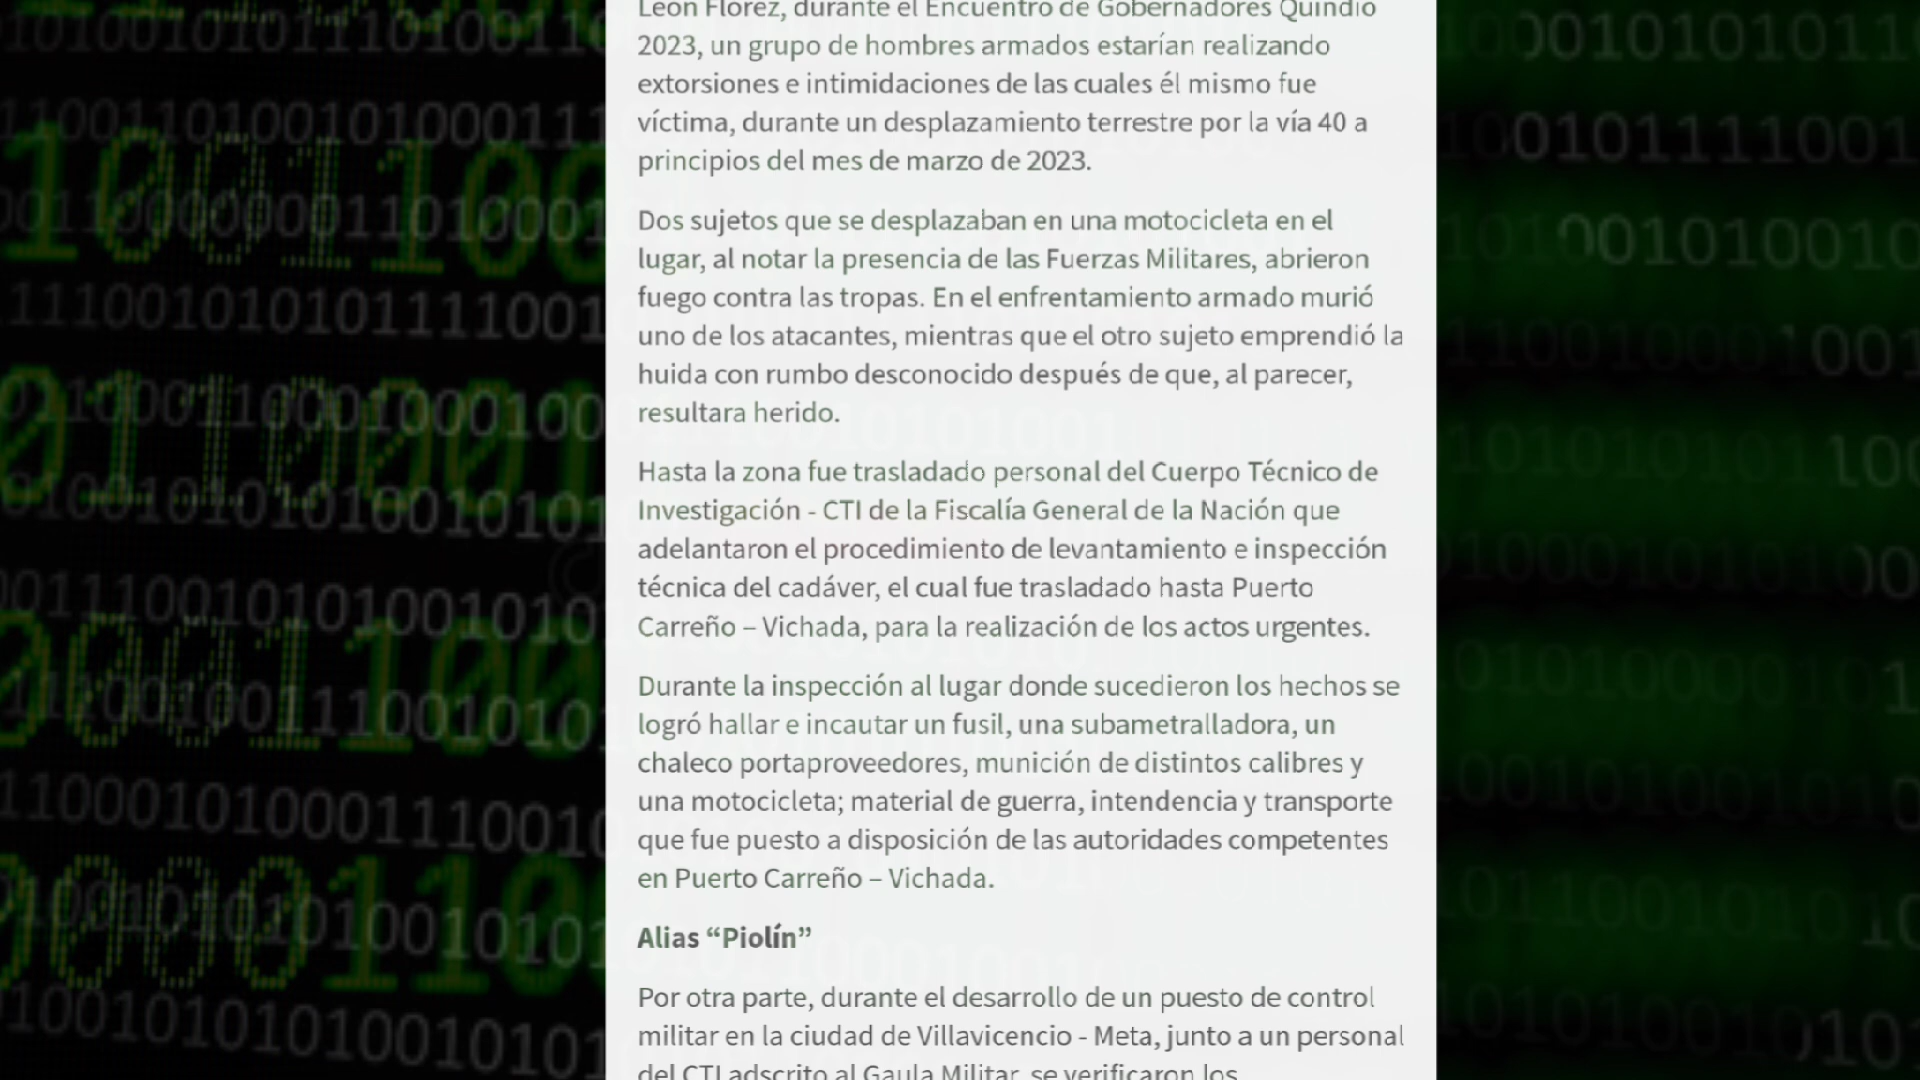 León Flórez, durante el Encuentro de Gobernadores Quindío
2023, un grupo de hombres armados estarían realizando
extorsiones e intimidaciones de las cuales él mismo fue
víctima, durante un desplazamiento terrestre por la vía 40 a
principios del mes de marzo de 2023.
Dos sujetos que se desplazaban en una motocicleta en el
lugar, al notar la presencia de las Fuerzas Militares, abrieron
fuego contra las tropas. En el enfrentamiento armado murió
uno de los atacantes, mientras que el otro sujeto emprendió la
huida con rumbo desconocido después de que, al parecer,
resultara herido.
Hasta la zona fue trasladado personal del Cuerpo Técnico de
Investigación - CTI de la Fiscalía General de la Nación que
adelantaron el procedimiento de levantamiento e inspección
técnica del cadáver, el cual fue trasladado hasta Puerto
Carreño – Vichada, para la realización de los actos urgentes.
Durante la inspección al lugar donde sucedieron los hechos se
logró hallar e incautar un fusil, una subametralladora, un
chaleco portaproveedores, munición de distintos calibres y
una motocicleta; material de guerra, intendencia y transporte
que fue puesto a disposición de las autoridades competentes
en Puerto Carreño – Vichada.
Alias “Piolín”
Por otra parte, durante el desarrollo de un puesto de control
militar en la ciudad de Villavicencio - Meta, junto a un personal
del CTI adscrito al Gaula Militar, se verificaron los